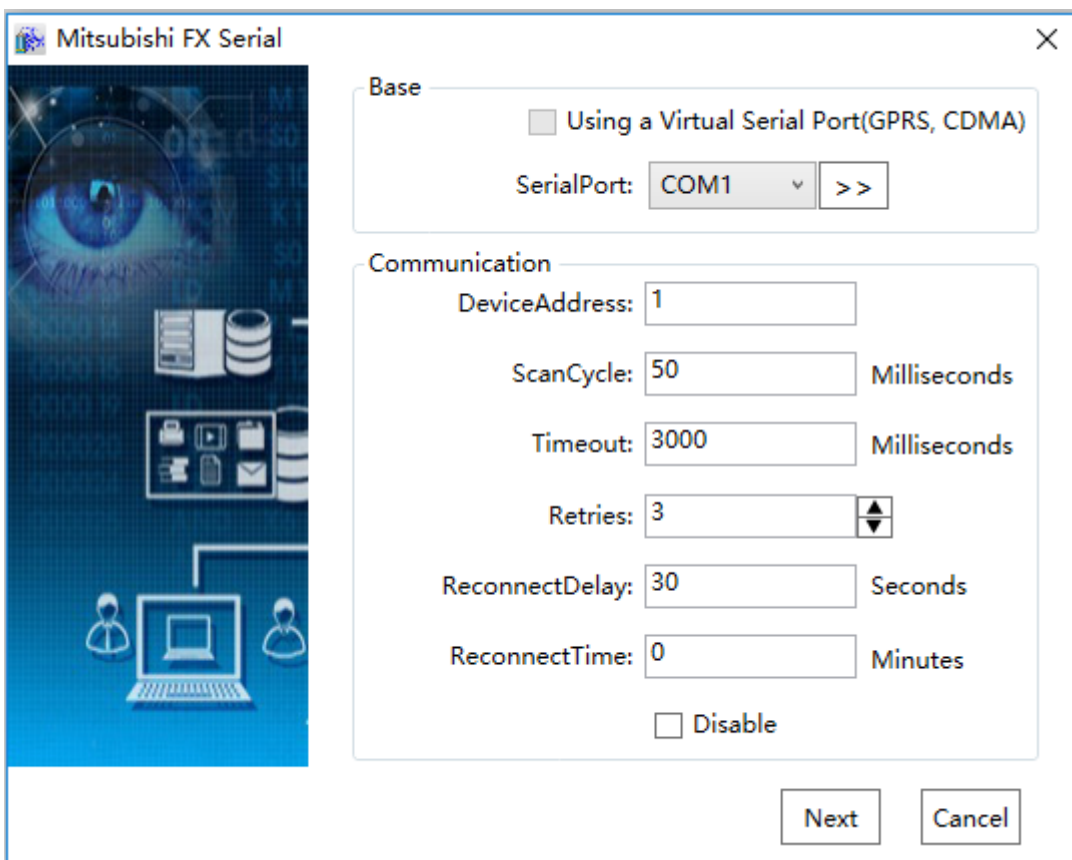 Mitsubishi FX Serial
Base
Using a Virtual Serial Port(GPRS, CDMA)
SerialPort: COM1 >>
Communication
DeviceAddress: 1
ScanCycle: 50 Milliseconds
Timeout: 3000 Milliseconds
Retries: 3
ReconnectDelay: 30 Seconds
ReconnectTime: 0 Minutes
Disable
Next Cancel